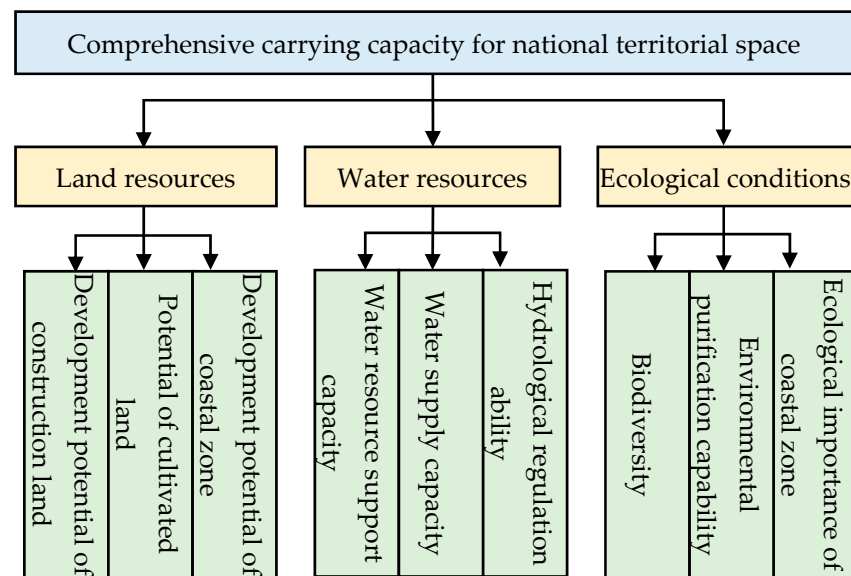 Comprehensive carrying capacity for national territorial space
Land resources
Water resources
Ecological conditions
Development potential of
construction land
Potential of cultivated
land
Development potential of
coastal zone
Water resource support
capacity
Water supply capacity
Hydrological regulation
ability
Biodiversity
Environmental
purification capability
Ecological importance of
coastal zone